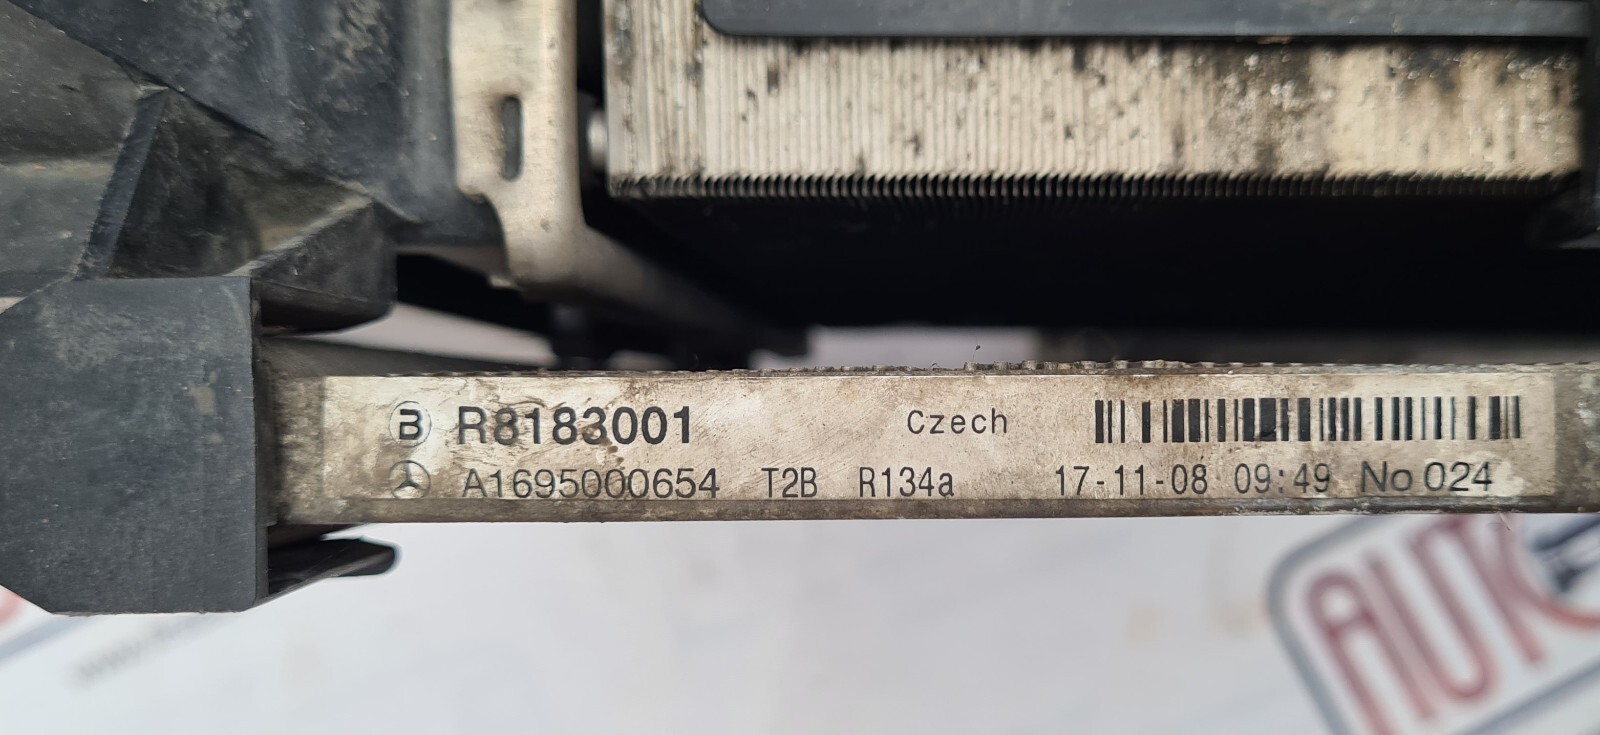 B R8183001 Czech
A1695000654 T2B R134a 17-11-08 09:49 No 024